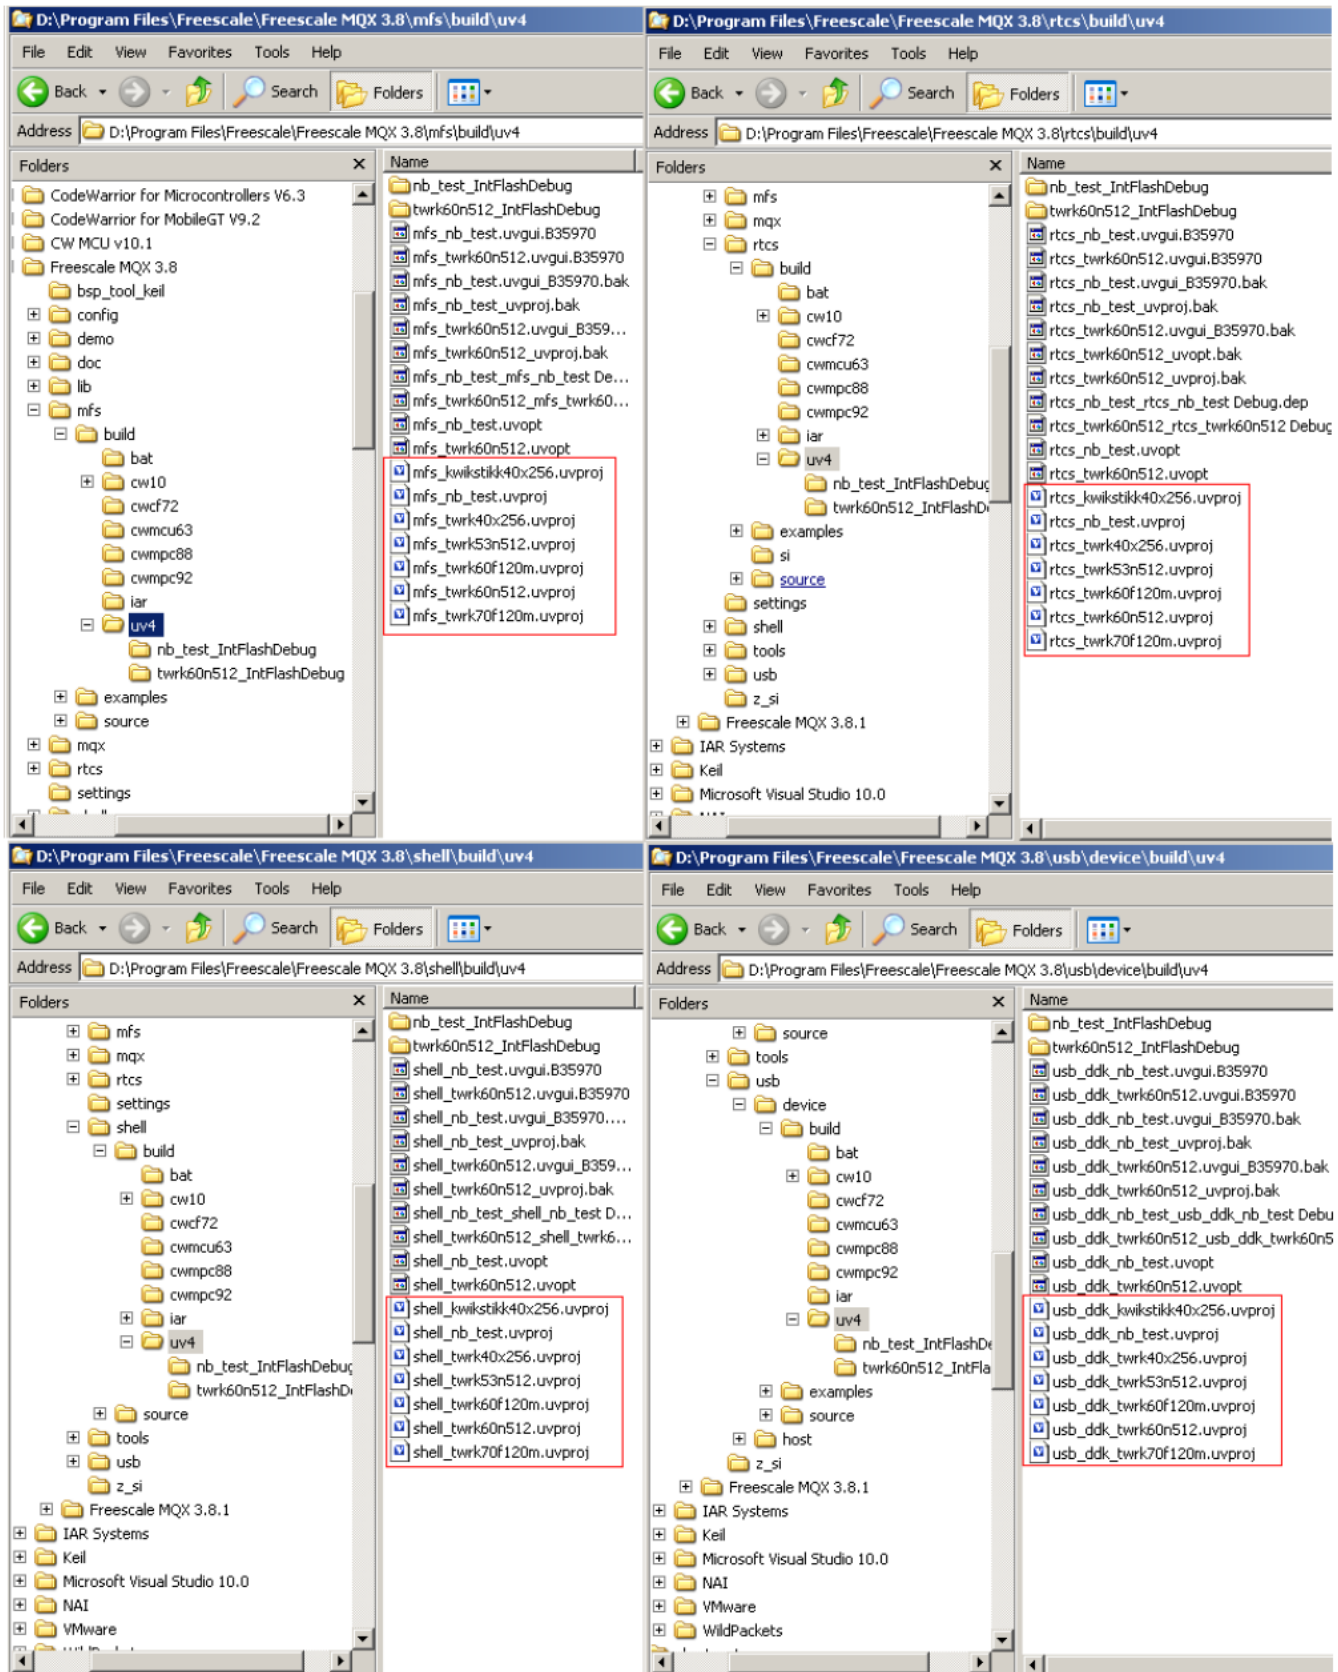 D:\Program Files\Freescale\Freescale MQX 3.8\mfs\build\uv4
File Edit View Favorites Tools Help
Back Search Folders
Address D:\Program Files\Freescale\Freescale MQX 3.8\mfs\build\uv4
Folders
CodeWarrior for Microcontrollers V6.3
CodeWarrior for MobileGT V9.2
CW MCU v10.1
Freescale MQX 3.8
bsp_tool_keil
config
demo
doc
lib
mfs
build
bat
cw10
cwcf72
cwmcu63
cwmpc88
cwmpc92
iar
uv4
nb_test_IntFlashDebug
twrk60n512_IntFlashDebug
examples
source
mqx
rtcs
settings
Name
nb_test_IntFlashDebug
twrk60n512_IntFlashDebug
mfs_nb_test.uvgui.B35970
mfs_twrk60n512.uvgui.B35970
mfs_nb_test.uvgui_B35970.bak
mfs_nb_test_uvproj.bak
mfs_twrk60n512.uvgui_B359...
mfs_twrk60n512_uvproj.bak
mfs_nb_test_mfs_nb_test De...
mfs_twrk60n512_mfs_twrk60...
mfs_nb_test.uvopt
mfs_twrk60n512.uvopt
mfs_kwikstikk40x256.uvproj
mfs_nb_test.uvproj
mfs_twrk40x256.uvproj
mfs_twrk53n512.uvproj
mfs_twrk60f120m.uvproj
mfs_twrk60n512.uvproj
mfs_twrk70f120m.uvproj
D:\Program Files\Freescale\Freescale MQX 3.8\rtcs\build\uv4
File Edit View Favorites Tools Help
Back Search Folders
Address D:\Program Files\Freescale\Freescale MQX 3.8\rtcs\build\uv4
Folders
mfs
mqx
rtcs
build
bat
cw10
cwcf72
cwmcu63
cwmpc88
cwmpc92
iar
uv4
nb_test_IntFlashDebug
twrk60n512_IntFlashD
examples
si
source
settings
shell
tools
usb
z_si
Freescale MQX 3.8.1
IAR Systems
Keil
Microsoft Visual Studio 10.0
Name
nb_test_IntFlashDebug
twrk60n512_IntFlashDebug
rtcs_nb_test.uvgui.B35970
rtcs_twrk60n512.uvgui.B35970
rtcs_nb_test.uvgui_B35970.bak
rtcs_nb_test_uvproj.bak
rtcs_twrk60n512.uvgui_B35970.bak
rtcs_twrk60n512_uvopt.bak
rtcs_twrk60n512_uvproj.bak
rtcs_nb_test_rtcs_nb_test Debug.dep
rtcs_twrk60n512_rtcs_twrk60n512 Debug
rtcs_nb_test.uvopt
rtcs_twrk60n512.uvopt
rtcs_kwikstikk40x256.uvproj
rtcs_nb_test.uvproj
rtcs_twrk40x256.uvproj
rtcs_twrk53n512.uvproj
rtcs_twrk60f120m.uvproj
rtcs_twrk60n512.uvproj
rtcs_twrk70f120m.uvproj
D:\Program Files\Freescale\Freescale MQX 3.8\shell\build\uv4
File Edit View Favorites Tools Help
Back Search Folders
Address D:\Program Files\Freescale\Freescale MQX 3.8\shell\build\uv4
Folders
mfs
mqx
rtcs
settings
shell
build
bat
cw10
cwcf72
cwmcu63
cwmpc88
cwmpc92
iar
uv4
nb_test_IntFlashDebug
twrk60n512_IntFlashD
source
tools
usb
z_si
Freescale MQX 3.8.1
IAR Systems
Keil
Microsoft Visual Studio 10.0
NAI
VMware
Name
nb_test_IntFlashDebug
twrk60n512_IntFlashDebug
shell_nb_test.uvgui.B35970
shell_twrk60n512.uvgui.B35970
shell_nb_test.uvgui_B35970....
shell_nb_test_uvproj.bak
shell_twrk60n512.uvgui_B359...
shell_twrk60n512_uvproj.bak
shell_nb_test_shell_nb_test D...
shell_twrk60n512_shell_twrk6...
shell_nb_test.uvopt
shell_twrk60n512.uvopt
shell_kwikstikk40x256.uvproj
shell_nb_test.uvproj
shell_twrk40x256.uvproj
shell_twrk53n512.uvproj
shell_twrk60f120m.uvproj
shell_twrk60n512.uvproj
shell_twrk70f120m.uvproj
D:\Program Files\Freescale\Freescale MQX 3.8\usb\device\build\uv4
File Edit View Favorites Tools Help
Back Search Folders
Address D:\Program Files\Freescale\Freescale MQX 3.8\usb\device\build\uv4
Folders
source
tools
usb
device
build
bat
cw10
cwcf72
cwmcu63
cwmpc88
cwmpc92
iar
uv4
nb_test_IntFlashDe
twrk60n512_IntFla
examples
source
host
z_si
Freescale MQX 3.8.1
IAR Systems
Keil
Microsoft Visual Studio 10.0
NAI
VMware
WildPackets
Name
nb_test_IntFlashDebug
twrk60n512_IntFlashDebug
usb_ddk_nb_test.uvgui.B35970
usb_ddk_twrk60n512.uvgui.B35970
usb_ddk_nb_test.uvgui_B35970.bak
usb_ddk_nb_test_uvproj.bak
usb_ddk_twrk60n512.uvgui_B35970.bak
usb_ddk_twrk60n512_uvproj.bak
usb_ddk_nb_test_usb_ddk_nb_test Debu
usb_ddk_twrk60n512_usb_ddk_twrk60n5
usb_ddk_nb_test.uvopt
usb_ddk_twrk60n512.uvopt
usb_ddk_kwikstikk40x256.uvproj
usb_ddk_nb_test.uvproj
usb_ddk_twrk40x256.uvproj
usb_ddk_twrk53n512.uvproj
usb_ddk_twrk60f120m.uvproj
usb_ddk_twrk60n512.uvproj
usb_ddk_twrk70f120m.uvproj